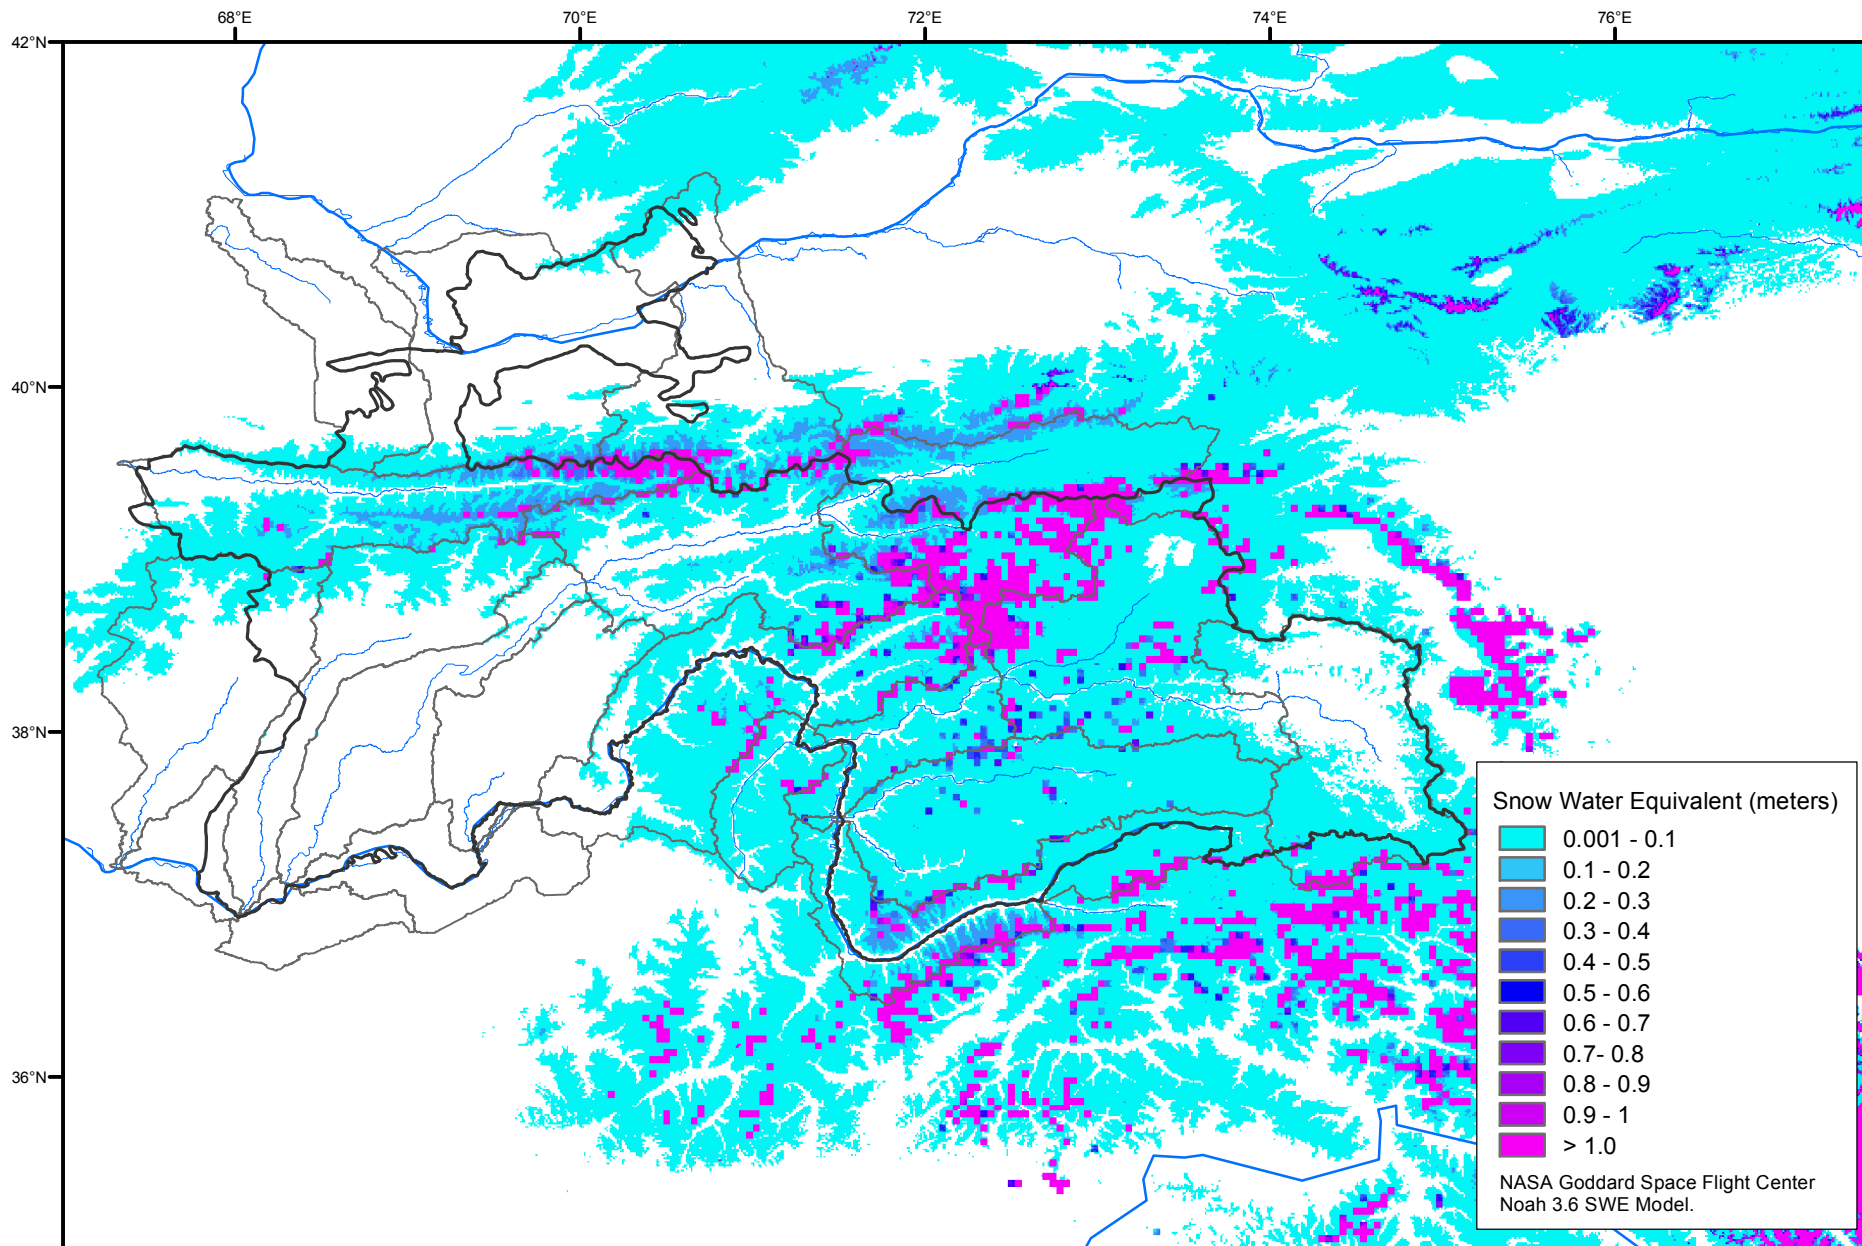 68°E
70°E
72°E
74°E
76°E
42°N
40°N
38°N
36°N
Snow Water Equivalent (meters)
0.001 - 0.1
0.1 - 0.2
0.2 - 0.3
0.3 - 0.4
0.4 - 0.5
0.5 - 0.6
0.6 - 0.7
0.7- 0.8
0.8 - 0.9
0.9 - 1
> 1.0
NASA Goddard Space Flight Center
Noah 3.6 SWE Model.